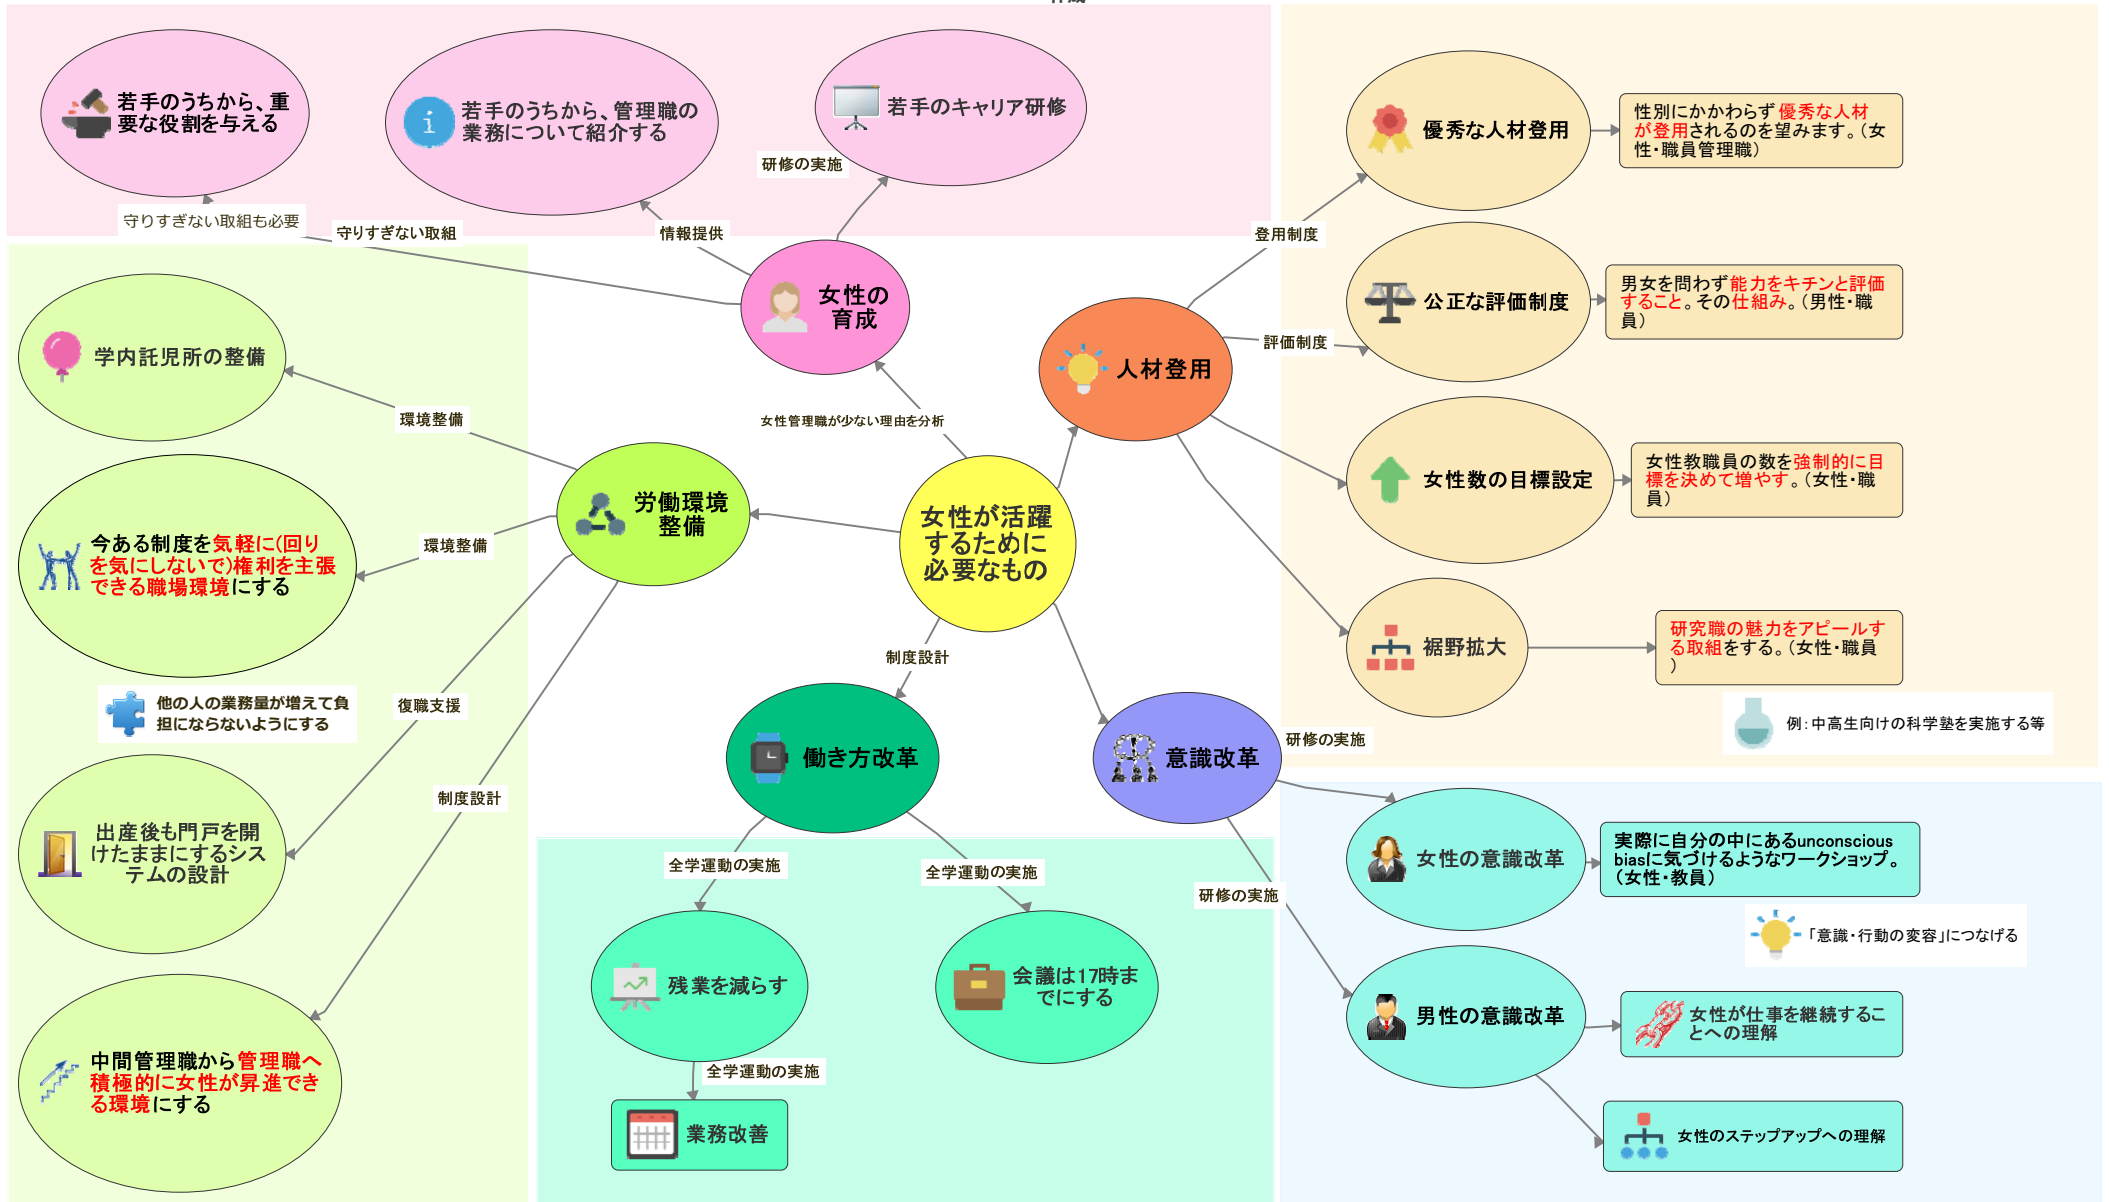 若手のうちから、重
要な役割を与える
若手のうちから、管理職の
業務について紹介する
若手のキャリア研修
研修の実施
守りすぎない取組も必要
守りすぎない取組
情報提供
女性の
育成
女性管理職が少ない理由を分析
優秀な人材登用
性別にかかわらず優秀な人材
が登用されるのを望みます。（女
性・職員管理職）
登用制度
公正な評価制度
男女を問わず能力をキチンと評価
すること。その仕組み。（男性・職
員）
評価制度
人材登用
女性数の目標設定
女性教職員の数を強制的に目
標を決めて増やす。（女性・職
員）
裾野拡大
研究職の魅力をアピールす
る取組をする。（女性・職員
）
例：中高生向けの科学塾を実施する等
学内託児所の整備
環境整備
労働環境
整備
女性が活躍
するために
必要なもの
今ある制度を気軽に（回り
を気にしないで）権利を主張
できる職場環境にする
環境整備
他の人の業務量が増えて負
担にならないようにする
復職支援
出産後も門戸を開
けたままにするシス
テムの設計
制度設計
中間管理職から管理職へ
積極的に女性が昇進でき
る環境にする
制度設計
働き方改革
全学運動の実施
全学運動の実施
残業を減らす
会議は17時ま
でにする
全学運動の実施
業務改善
意識改革
研修の実施
研修の実施
女性の意識改革
実際に自分の中にあるunconscious
biasに気づけるようなワークショップ。
（女性・教員）
「意識・行動の変容」につなげる
男性の意識改革
女性が仕事を継続するこ
とへの理解
女性のステップアップへの理解